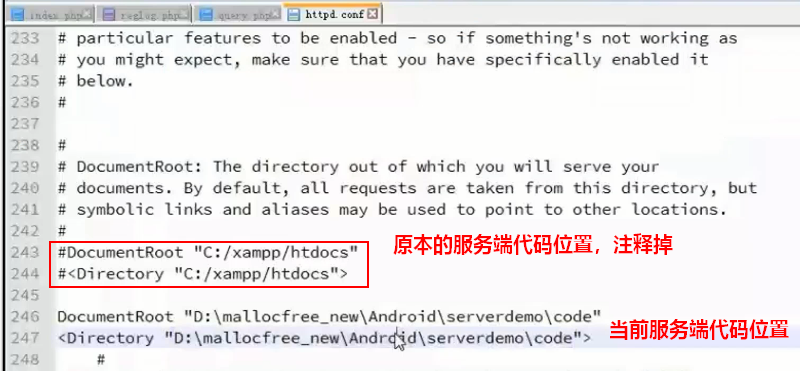 index.php
reglog.php
query.php
httpd.conf
233 # particular features to be enabled - so if something's not working as
234 # you might expect, make sure that you have specifically enabled it
235 # below.
236 #
237
238 #
239 # DocumentRoot: The directory out of which you will serve your
240 # documents. By default, all requests are taken from this directory, but
241 # symbolic links and aliases may be used to point to other locations.
242 #
243 #DocumentRoot "C:/xampp/htdocs"
原本的服务端代码位置，注释掉
244 #<Directory "C:/xampp/htdocs">
245
246 DocumentRoot "D:\mallocfree_new\Android\serverdemo\code"
247 <Directory "D:\mallocfree_new\Android\serverdemo\code">
当前服务端代码位置
248 #